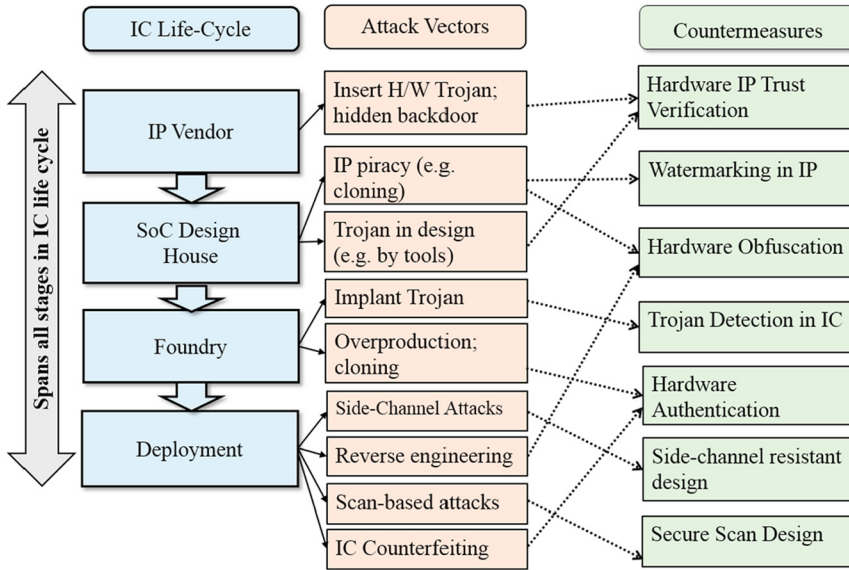 IC Life-Cycle
Attack Vectors
Countermeasures
Spans all stages in IC life cycle
IP Vendor
SoC Design
House
Foundry
Deployment
Insert H/W Trojan;
hidden backdoor
IP piracy (e.g.
cloning)
Trojan in design
(e.g. by tools)
Implant Trojan
Overproduction;
cloning
Side-Channel Attacks
Reverse engineering
Scan-based attacks
IC Counterfeiting
Hardware IP Trust
Verification
Watermarking in IP
Hardware Obfuscation
Trojan Detection in IC
Hardware
Authentication
Side-channel resistant
design
Secure Scan Design